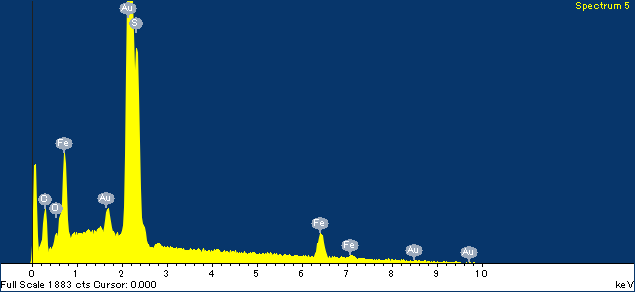 Spectrum 5
Au
S
Fe
C
O
Au
Fe
Fe
Au
Au
0 1 2 3 4 5 6 7 8 9 10
Full Scale 1883 cts Cursor: 0.000 keV